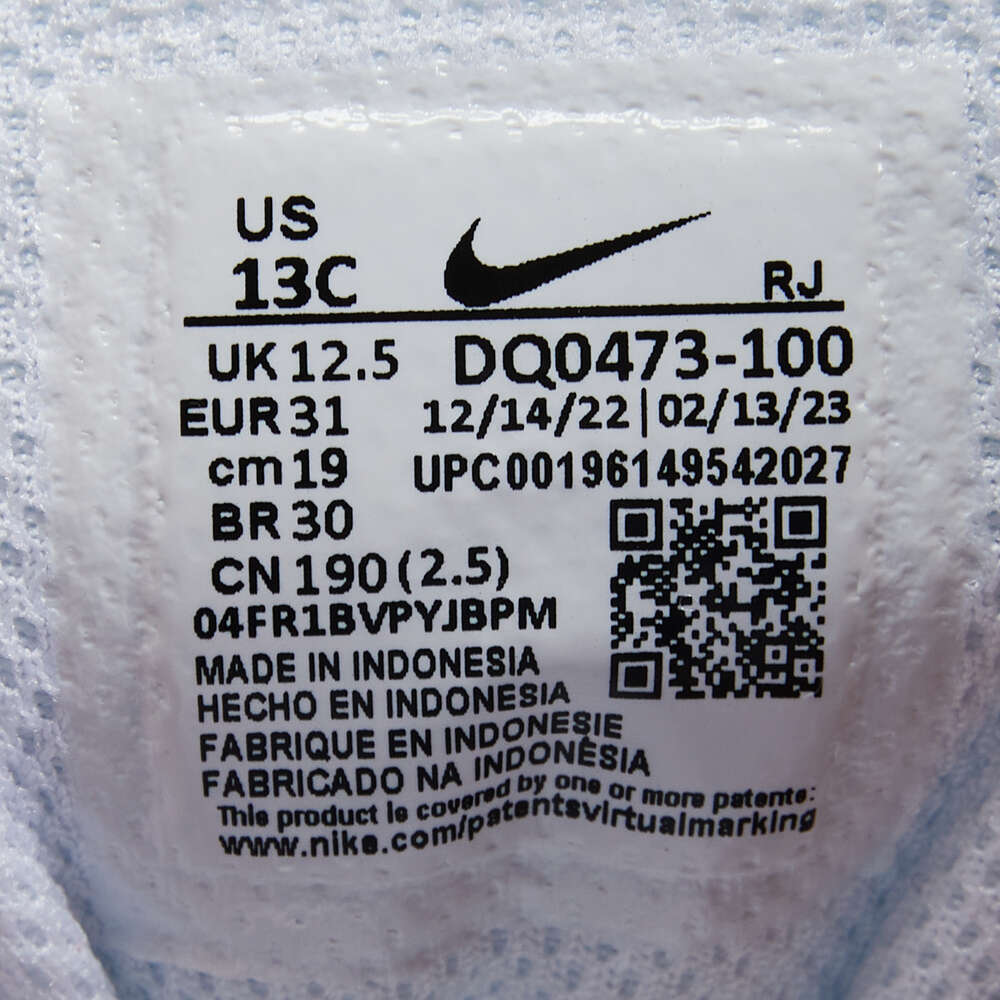 US
13C
RJ
UK 12.5
DQ0473-100
EUR 31
12/14/22 | 02/13/23
cm 19
UPC 00196149542027
BR 30
CN 190 (2.5)
04FR1BVPYJBPM
MADE IN INDONESIA
HECHO EN INDONESIA
FABRIQUE EN INDONESIE
FABRICADO NA INDONÉSIA
This product is covered by one or more patents:
www.nike.com/patentsvirtualmarking